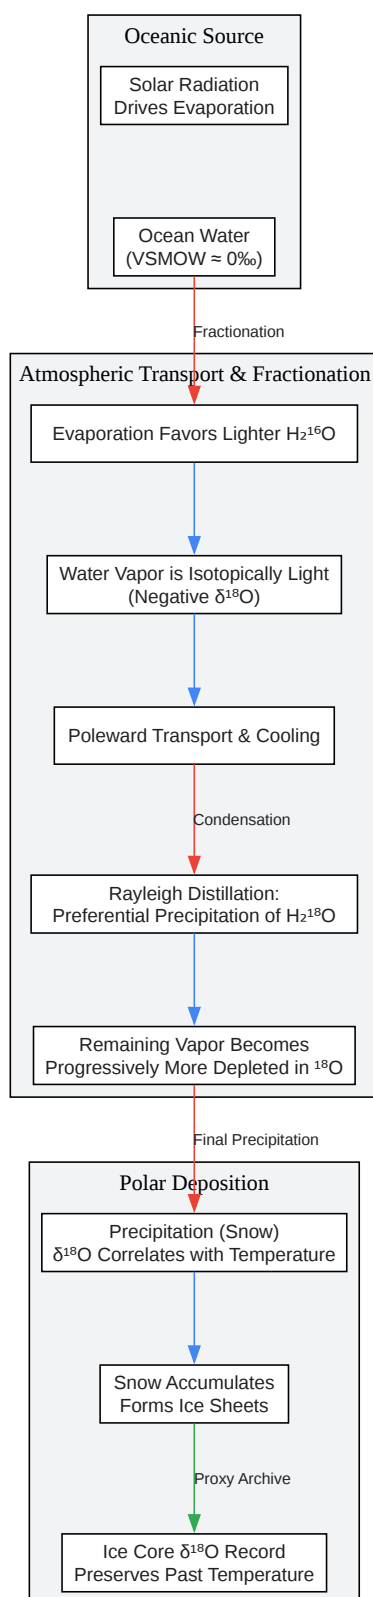 Oceanic Source
Solar Radiation
Drives Evaporation
Ocean Water
(VSMOW ≈ 0‰)
Fractionation
Atmospheric Transport & Fractionation
Evaporation Favors Lighter H₂¹⁶O
Water Vapor is Isotopically Light
(Negative δ¹⁸O)
Poleward Transport & Cooling
Condensation
Rayleigh Distillation:
Preferential Precipitation of H₂¹⁸O
Remaining Vapor Becomes
Progressively More Depleted in ¹⁸O
Final Precipitation
Polar Deposition
Precipitation (Snow)
δ¹⁸O Correlates with Temperature
Snow Accumulates
Forms Ice Sheets
Proxy Archive
Ice Core δ¹⁸O Record
Preserves Past Temperature